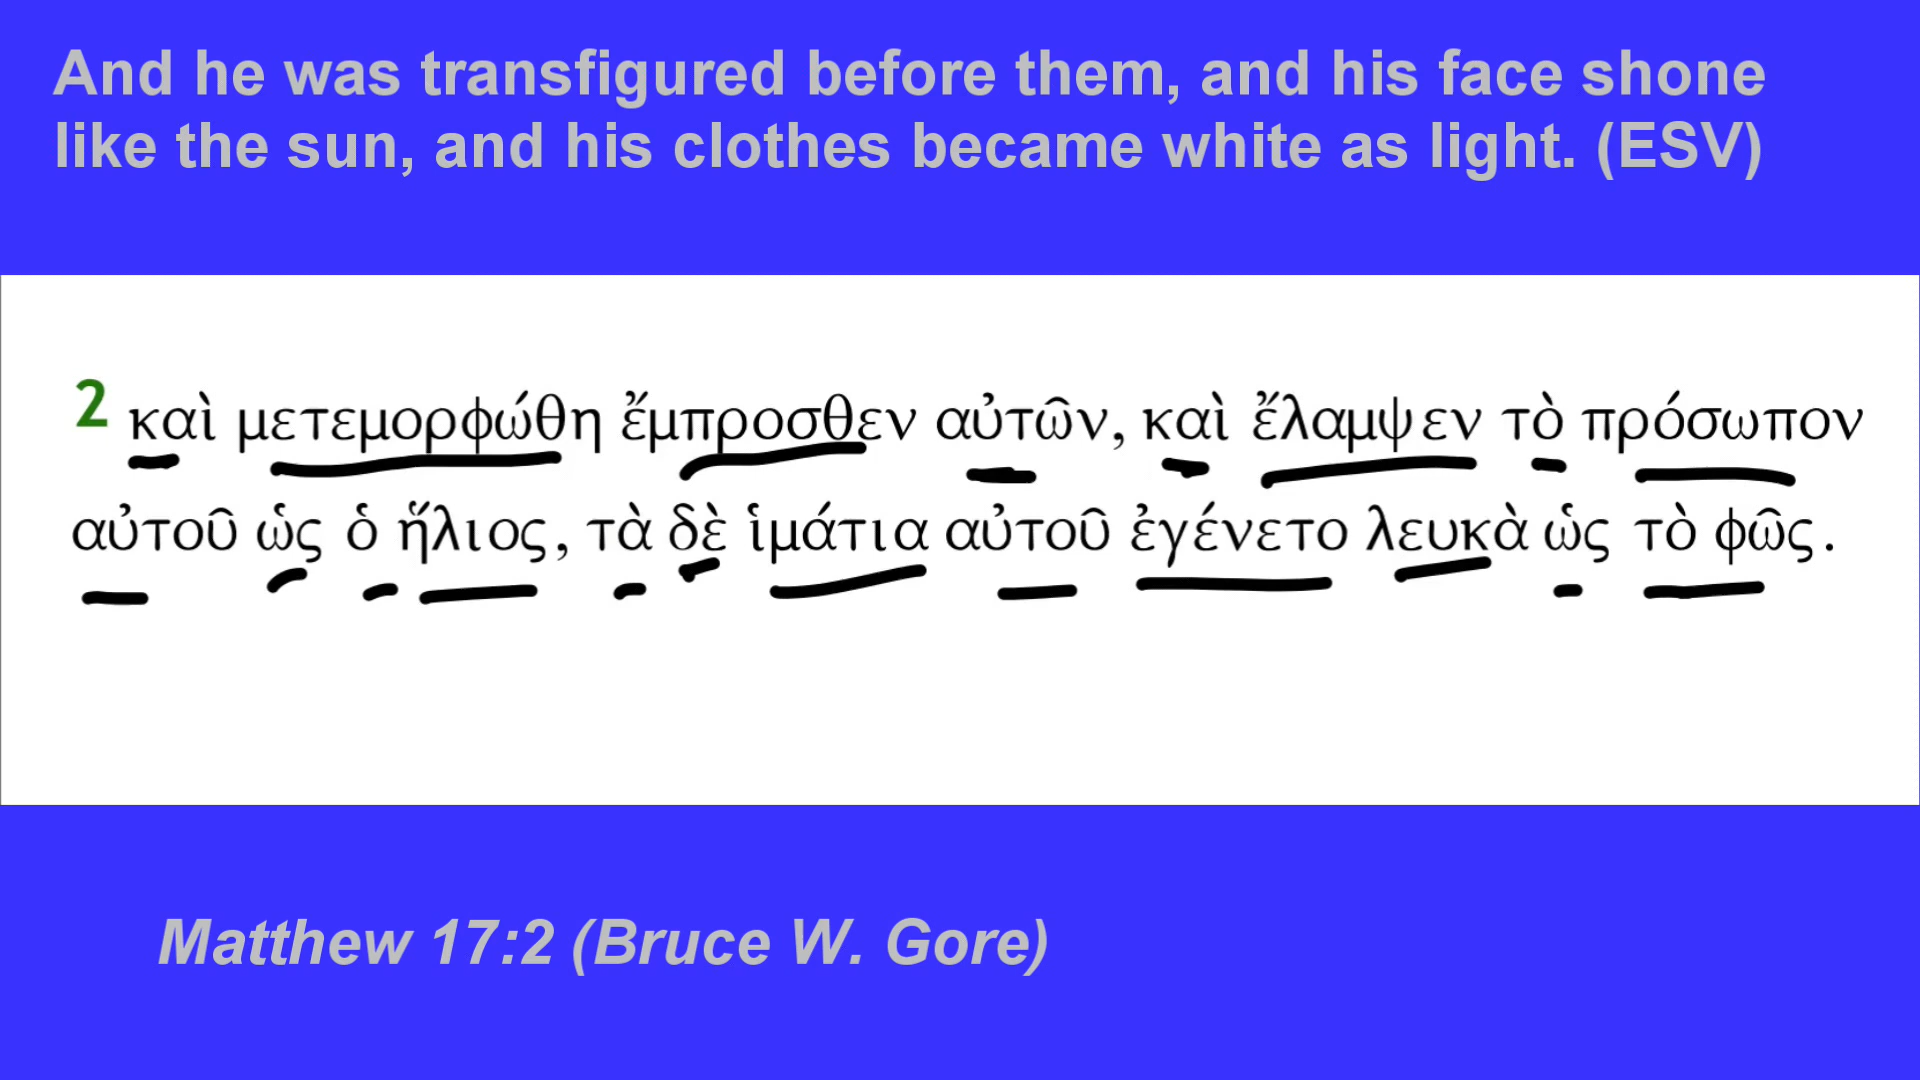 And he was transfigured before them, and his face shone
like the sun, and his clothes became white as light. (ESV)
2 καὶ μετεμορφώθη ἔμπροσθεν αὐτῶν, καὶ ἔλαμψεν τὸ πρόσωπον
αὐτοῦ ὡς ὁ ἥλιος, τὰ δὲ ἱμάτια αὐτοῦ ἐγένετο λευκὰ ὡς τὸ φῶς.
Matthew 17:2 (Bruce W. Gore)